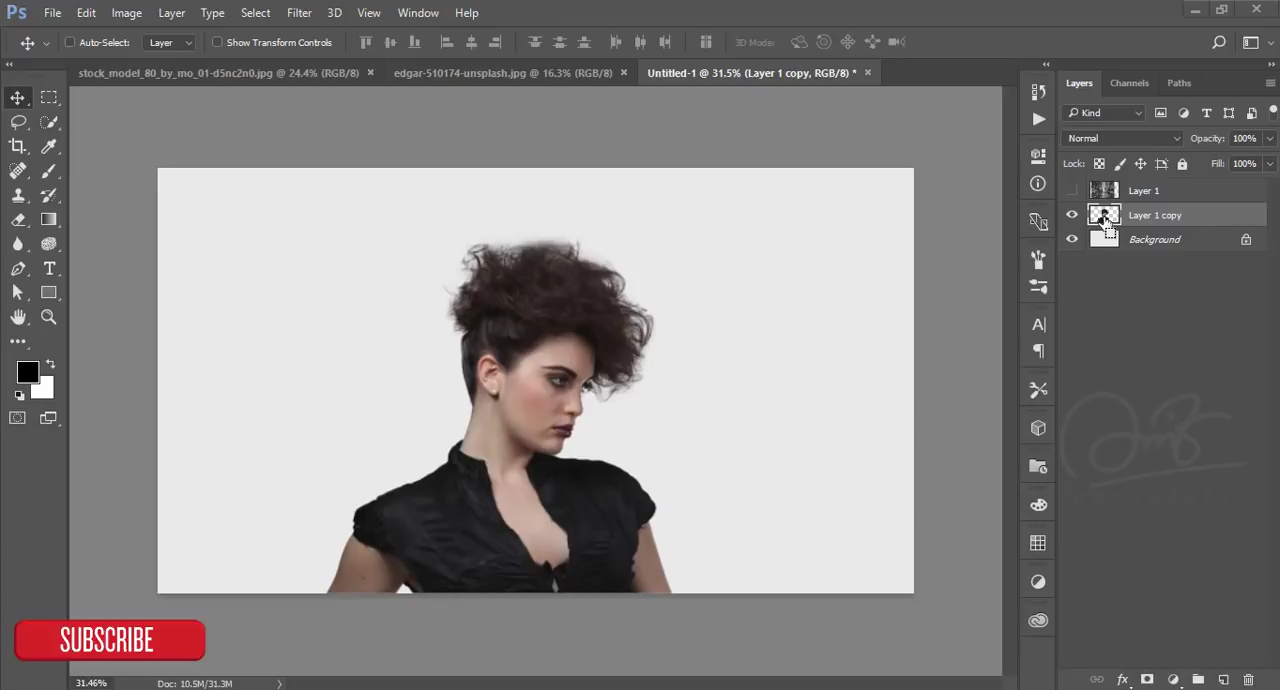 Ps File Edit Image Layer Type Select Filter 3D View Window Help
Auto-Select: Layer Show Transform Controls 3D Mode:
stock_model_80_by_mo_01-d5nc2n0.jpg @ 24.4% (RGB/8) × edgar-510174-unsplash.jpg @ 16.3% (RGB/8) × Untitled-1 @ 31.5% (Layer 1 copy, RGB/8) * ×
Layers Channels Paths
Kind
Normal Opacity: 100%
Lock: Fill: 100%
Layer 1
Layer 1 copy
Background
SUBSCRIBE
31.46% Doc: 10.5M/31.3M